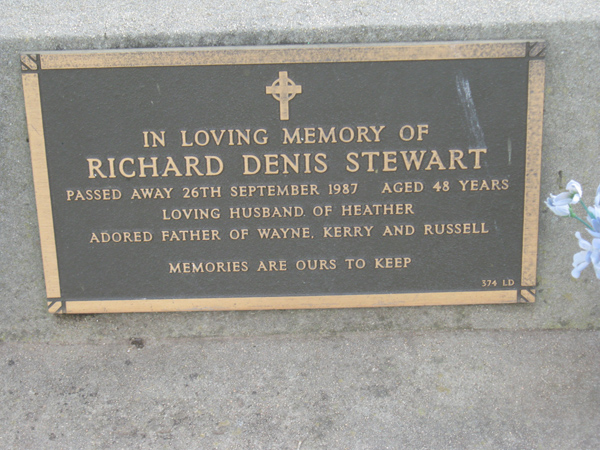 IN LOVING MEMORY OF
RICHARD DENIS STEWART
PASSED AWAY 26TH SEPTEMBER 1987 AGED 48 YEARS
LOVING HUSBAND OF HEATHER
ADORED FATHER OF WAYNE, KERRY AND RUSSELL
MEMORIES ARE OURS TO KEEP
374 LD